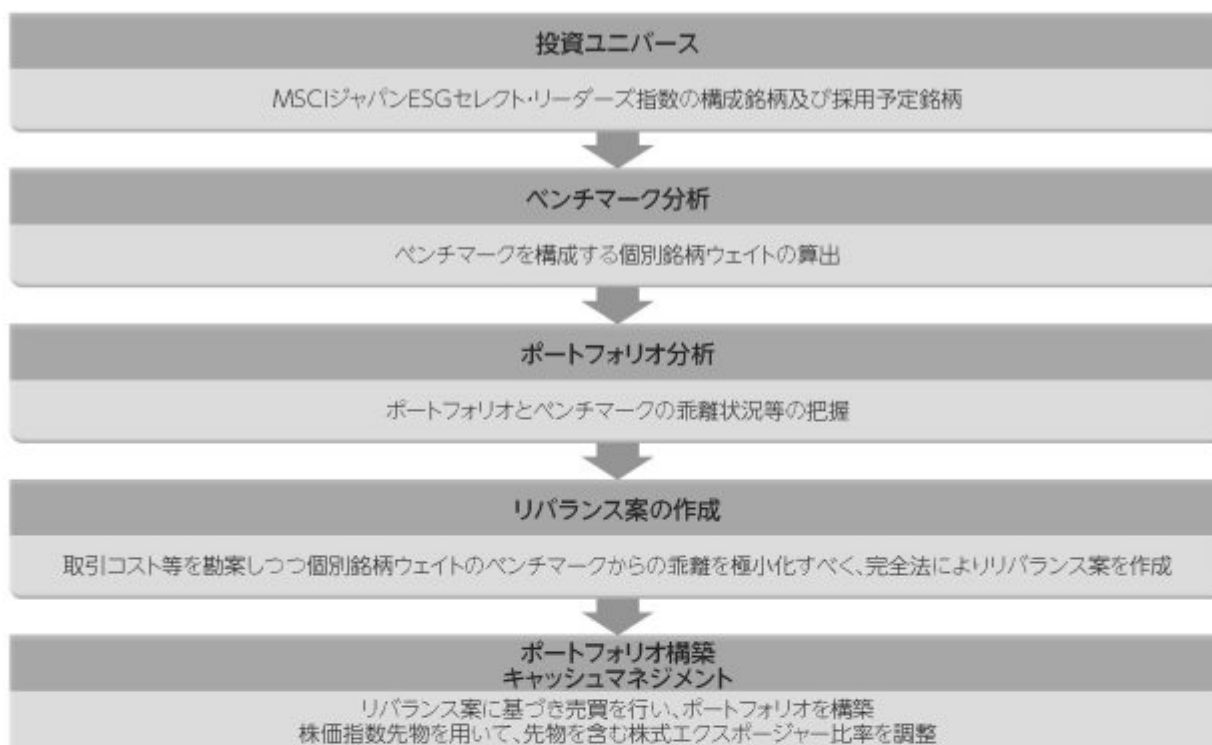 投資ユニバース
MSCIジャパンESGセレクト・リーダーズ指数の構成銘柄及び採用予定銘柄
ベンチマーク分析
ベンチマークを構成する個別銘柄ウェイトの算出
ポートフォリオ分析
ポートフォリオとベンチマークの乖離状況等の把握
リバランス案の作成
取引コスト等を勘案しつつ個別銘柄ウェイトのベンチマークからの乖離を極小化すべく、完全法によりリバランス案を作成
ポートフォリオ構築
キャッシュマネジメント
リバランス案に基づき売買を行い、ポートフォリオを構築
株価指数先物を用いて、先物を含む株式エクスポージャー比率を調整